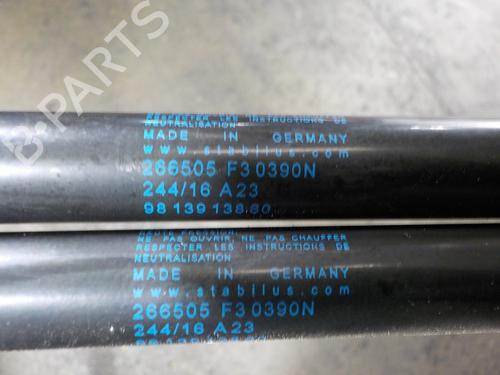 B-PARTS
RESPECTER LES INSTRUCTIONS DE
NEUTRALISATION
MADE IN GERMANY
www.stabilus.com
266505 F3 0390N
244/16 A23
98 139 138 80
NE PAS OUVRIR, NE PAS CHAUFFER
RESPECTER LES INSTRUCTIONS DE
NEUTRALISATION
MADE IN GERMANY
www.stabilus.com
266505 F3 0390N
244/16 A23